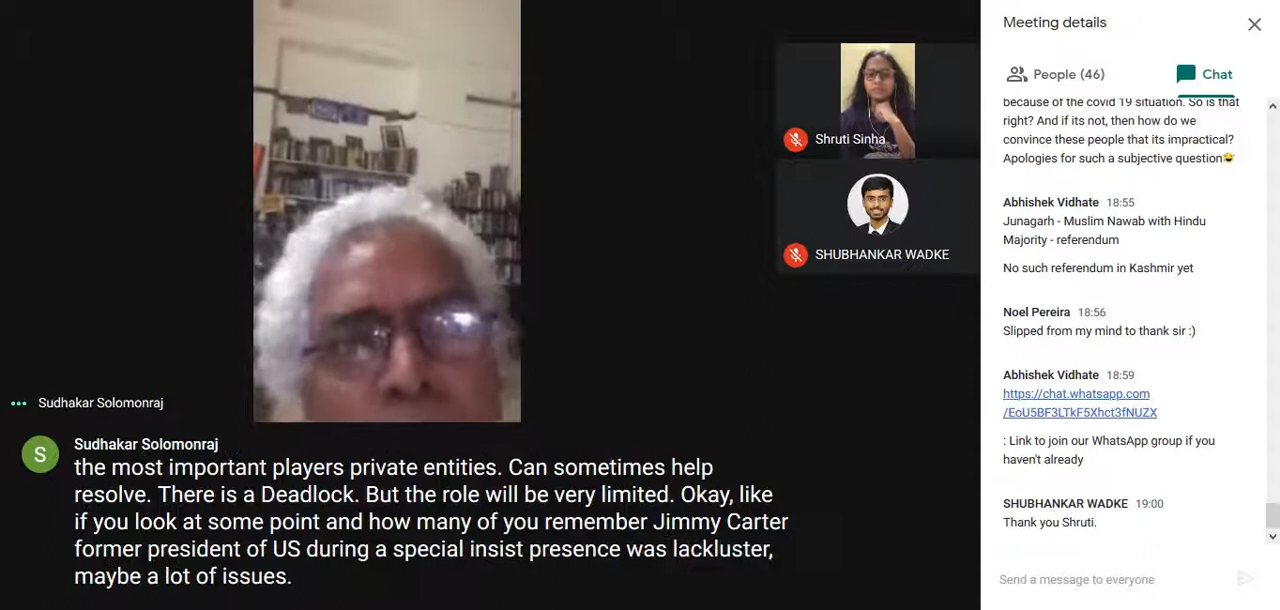 Meeting details
People (46)
Chat
because of the covid 19 situation. So is that
right? And if its not, then how do we
convince these people that its impractical?
Apologies for such a subjective question😅
Abhishek Vidhate 18:55
Junagarh - Muslim Nawab with Hindu
Majority - referendum
No such referendum in Kashmir yet
Noel Pereira 18:56
Slipped from my mind to thank sir :)
Abhishek Vidhate 18:59
https://chat.whatsapp.com
/EoU5BF3LTkF5Xhct3fNUZX
: Link to join our WhatsApp group if you
haven't already
SHUBHANKAR WADKE 19:00
Thank you Shruti.
Send a message to everyone
Shruti Sinha
SHUBHANKAR WADKE
Sudhakar Solomonraj
S
Sudhakar Solomonraj
the most important players private entities. Can sometimes help
resolve. There is a Deadlock. But the role will be very limited. Okay, like
if you look at some point and how many of you remember Jimmy Carter
former president of US during a special insist presence was lackluster,
maybe a lot of issues.